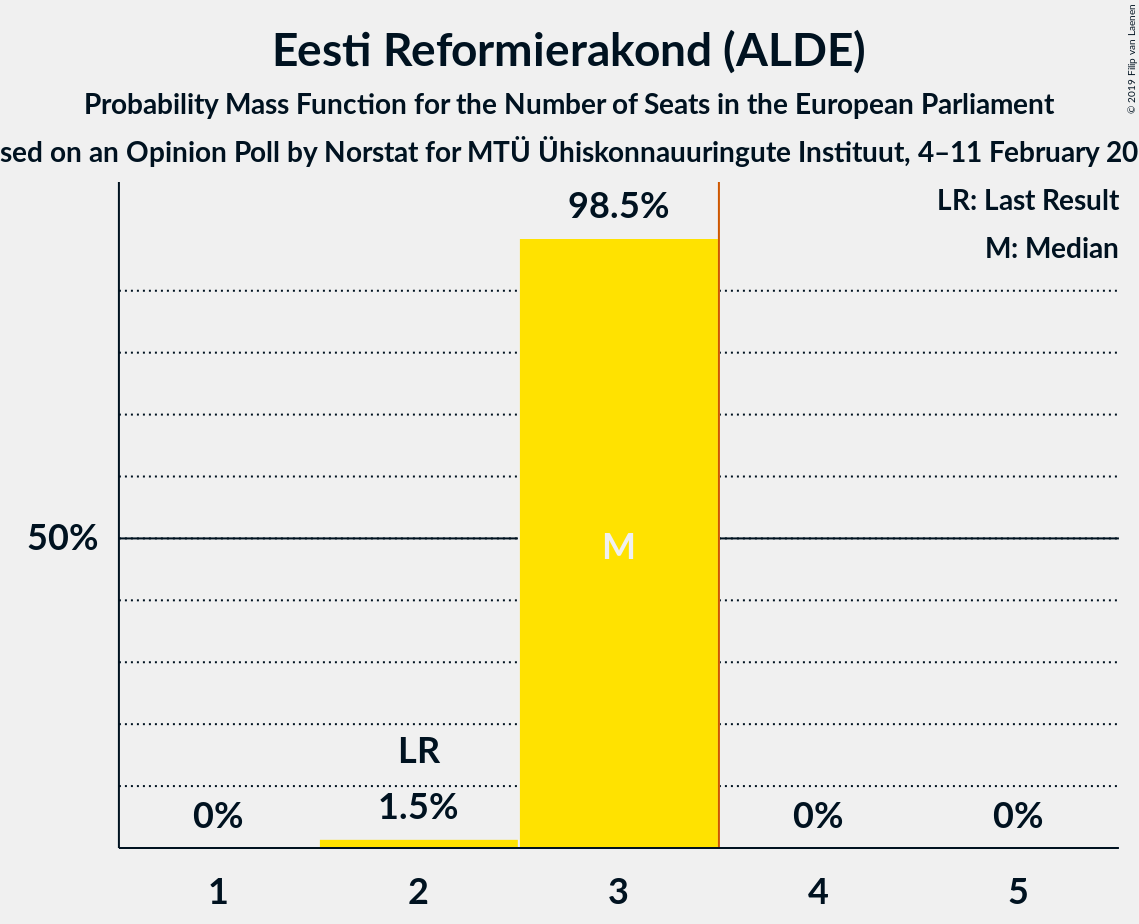 Eesti Reformierakond (ALDE)
Probability Mass Function for the Number of Seats in the European Parliament
sed on an Opinion Poll by Norstat for MTÜ Ühiskonnauuringute Instituut, 4–11 February 20
© 2019 Filip van Laenen
LR: Last Result
M: Median
98.5%
50%
M
LR
0%
1.5%
0%
0%
1
2
3
4
5